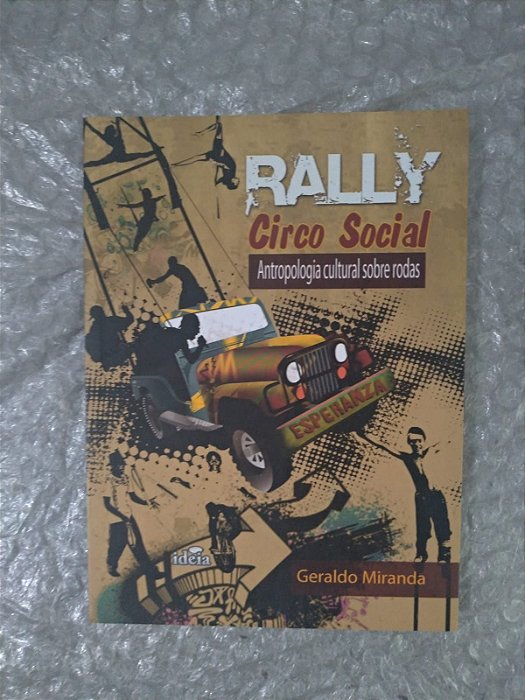 RALLY
Circo Social
Antropologia cultural sobre rodas
ESPERANZA
ideia
Geraldo Miranda